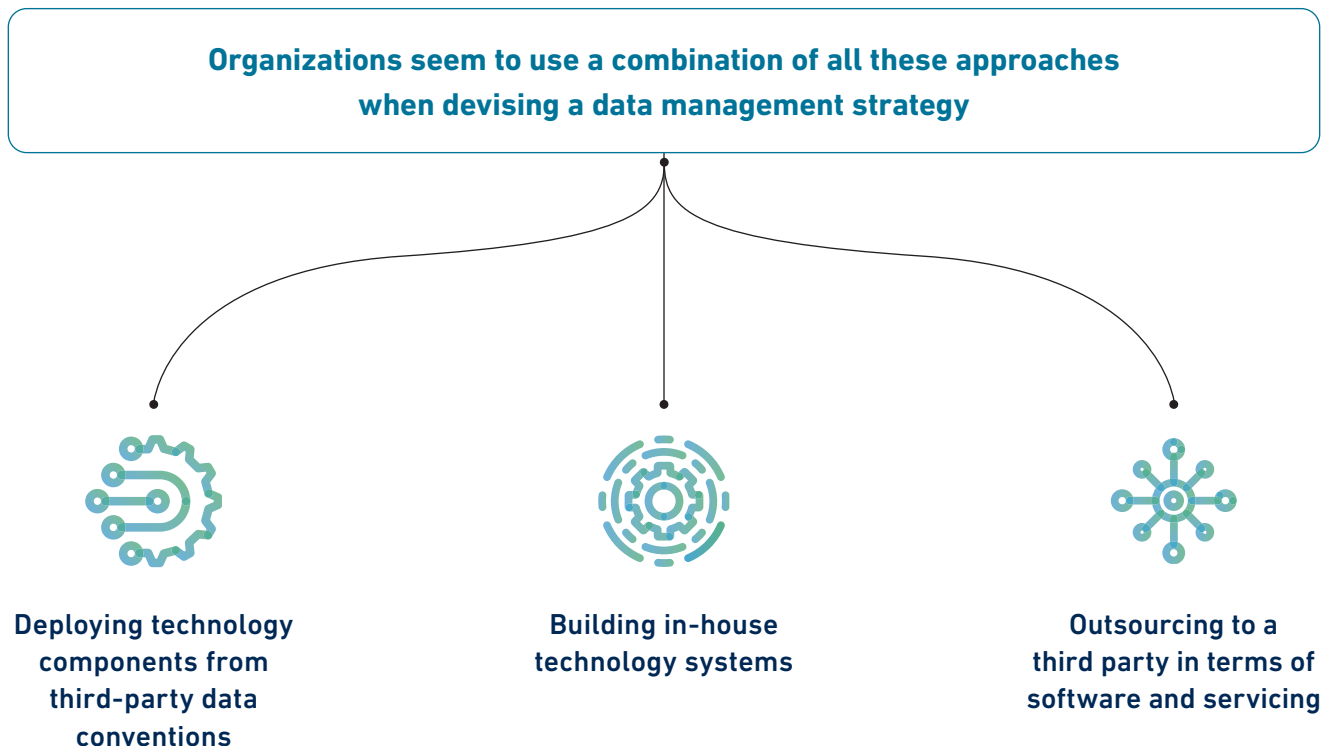 Organizations seem to use a combination of all these approaches
when devising a data management strategy
Deploying technology
components from
third-party data
conventions
Building in-house
technology systems
Outsourcing to a
third party in terms of
software and servicing